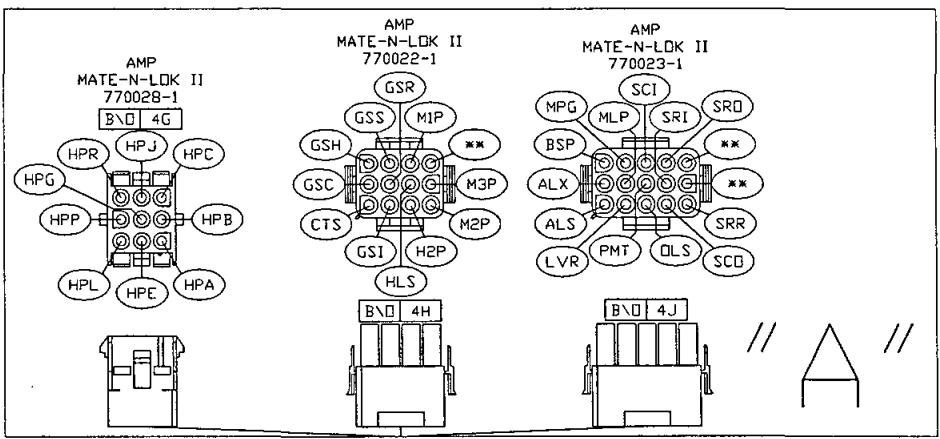 AMP
MATE-N-LOK II
770028-1
B\O 4G
HPR HPJ HPC
HPG
HPP HPB
HPL HPE HPA
AMP
MATE-N-LOK II
770022-1
GSR
GSS M1P
GSH **
GSC M3P
CTS M2P
GSI H2P
HLS
B\O 4H
AMP
MATE-N-LOK II
770023-1
SCI
MPG MLP SRI SRO
BSP **
ALX **
ALS SRR
LVR PMT OLS SCO
B\O 4J
// A //